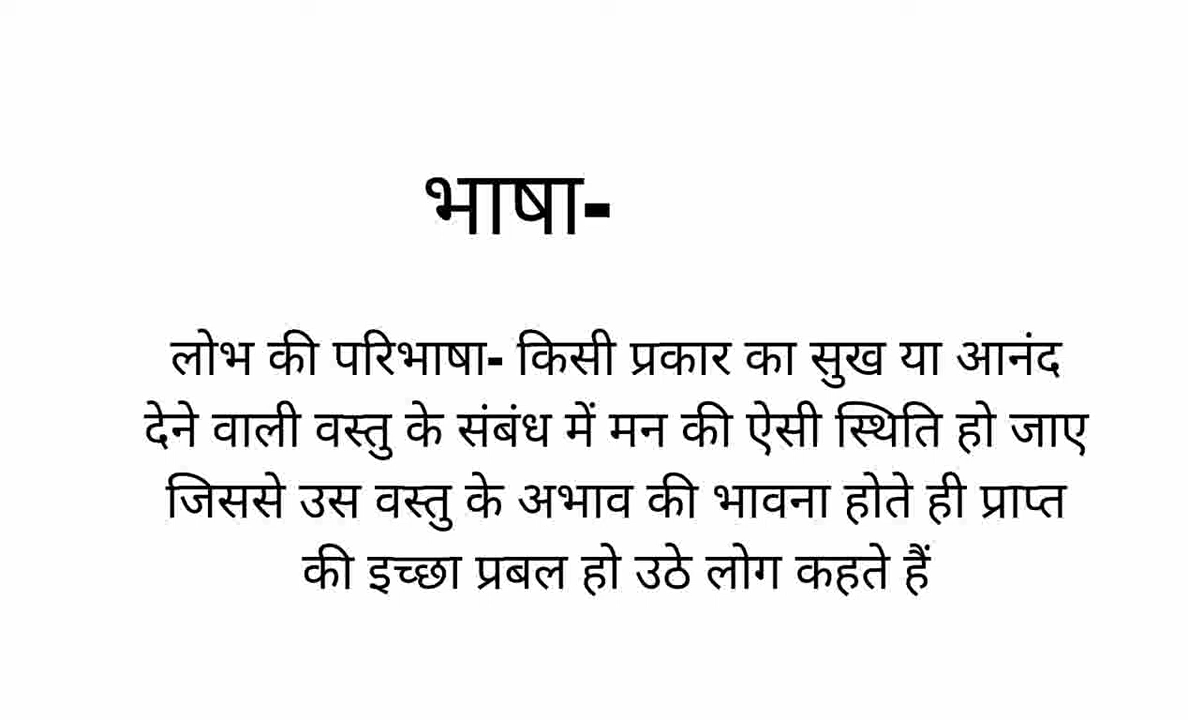 भाषा-
लोभ की परिभाषा- किसी प्रकार का सुख या आनंद
देने वाली वस्तु के संबंध में मन की ऐसी स्थिति हो जाए
जिससे उस वस्तु के अभाव की भावना होते ही प्राप्त
की इच्छा प्रबल हो उठे लोग कहते हैं